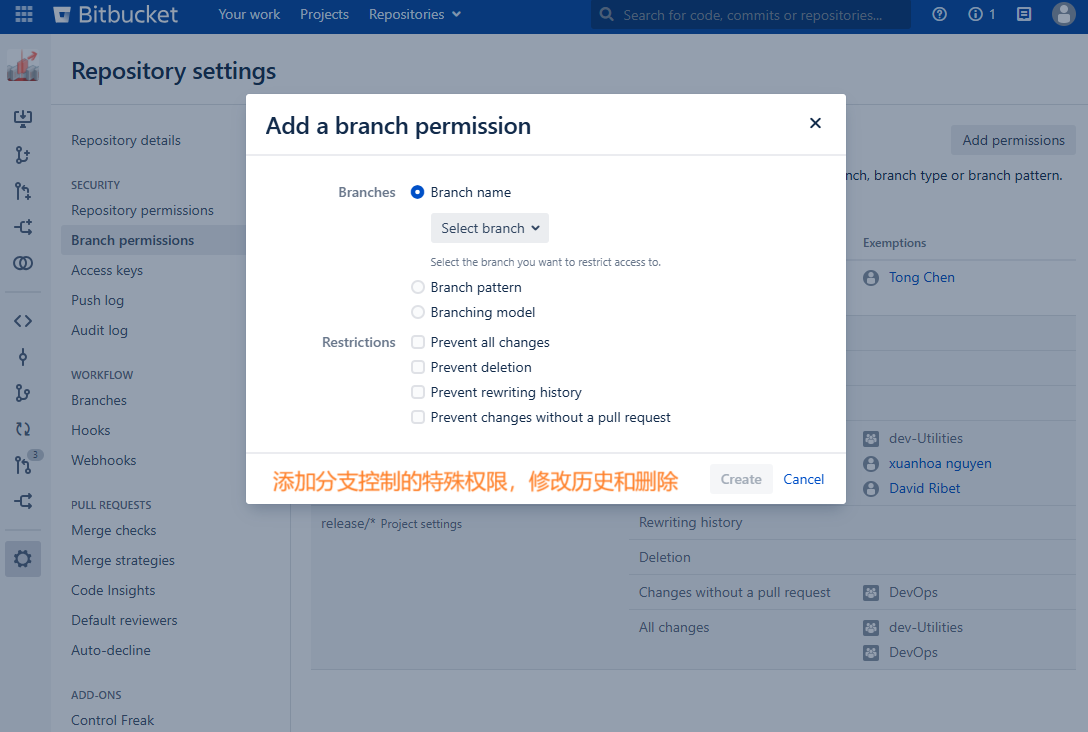 Bitbucket Your work Projects Repositories Search for code, commits or repositories... 1
Repository settings
Repository details
SECURITY
Repository permissions
Branch permissions
Access keys
Push log
Audit log
WORKFLOW
Branches
Hooks
Webhooks
3
PULL REQUESTS
Merge checks
Merge strategies
Code Insights
Default reviewers
Auto-decline
ADD-ONS
Control Freak
Add permissions
nch, branch type or branch pattern.
Exemptions
Tong Chen
Add a branch permission
Branches Branch name
Select branch
Select the branch you want to restrict access to.
Branch pattern
Branching model
Restrictions Prevent all changes
Prevent deletion
Prevent rewriting history
Prevent changes without a pull request
添加分支控制的特殊权限，修改历史和删除
Create Cancel
dev-Utilities
xuanhoa nguyen
David Ribet
release/* Project settings Rewriting history
Deletion
Changes without a pull request DevOps
All changes dev-Utilities
DevOps